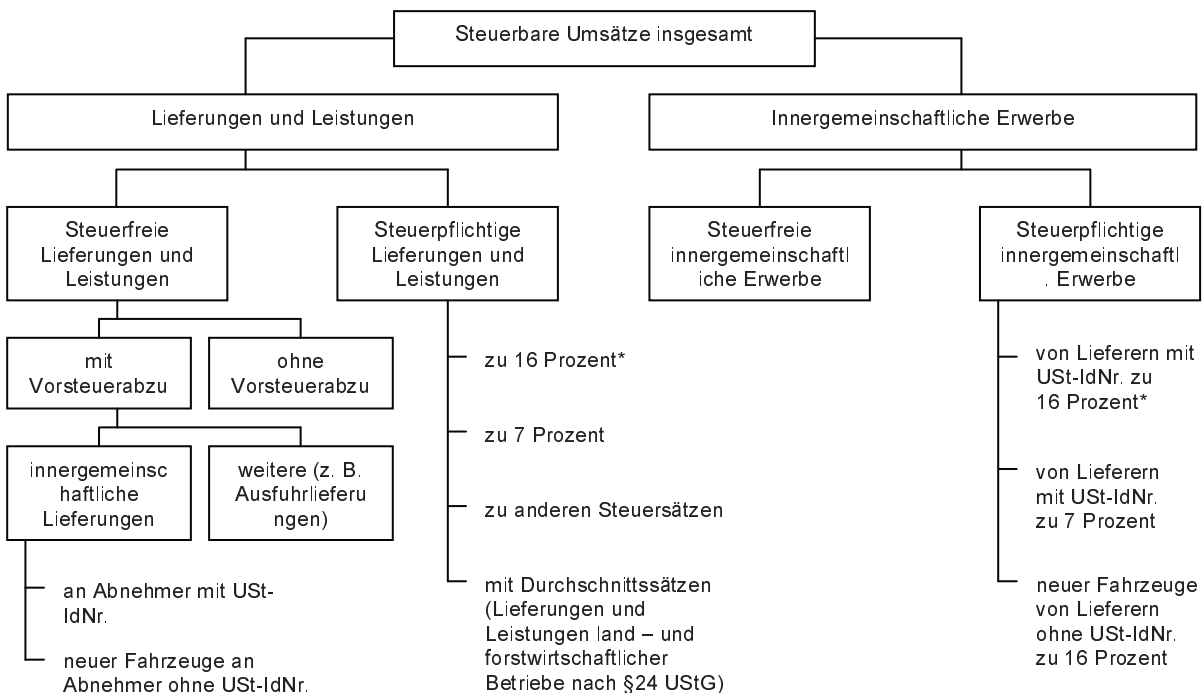 Steuerbare Umsätze insgesamt
Lieferungen und Leistungen
Innergemeinschaftliche Erwerbe
Steuerfreie
Lieferungen und
Leistungen
Steuerpflichtige
Lieferungen und
Leistungen
Steuerfreie
innergemeinschaftl
iche Erwerbe
Steuerpflichtige
innergemeinschaftl
. Erwerbe
mit
Vorsteuerabzu
ohne
Vorsteuerabzu
innergemeinsc
haftliche
Lieferungen
weitere (z. B.
Ausfuhrlieferu
ngen)
an Abnehmer mit USt-
IdNr.
neuer Fahrzeuge an
Abnehmer ohne USt-IdNr.
zu 16 Prozent*
zu 7 Prozent
zu anderen Steuersätzen
mit Durchschnittssätzen
(Lieferungen und
Leistungen land – und
forstwirtschaftlicher
Betriebe nach §24 UStG)
von Lieferern mit
USt-IdNr. zu
16 Prozent*
von Lieferern
mit USt-IdNr.
zu 7 Prozent
neuer Fahrzeuge
von Lieferern
ohne USt-IdNr.
zu 16 Prozent